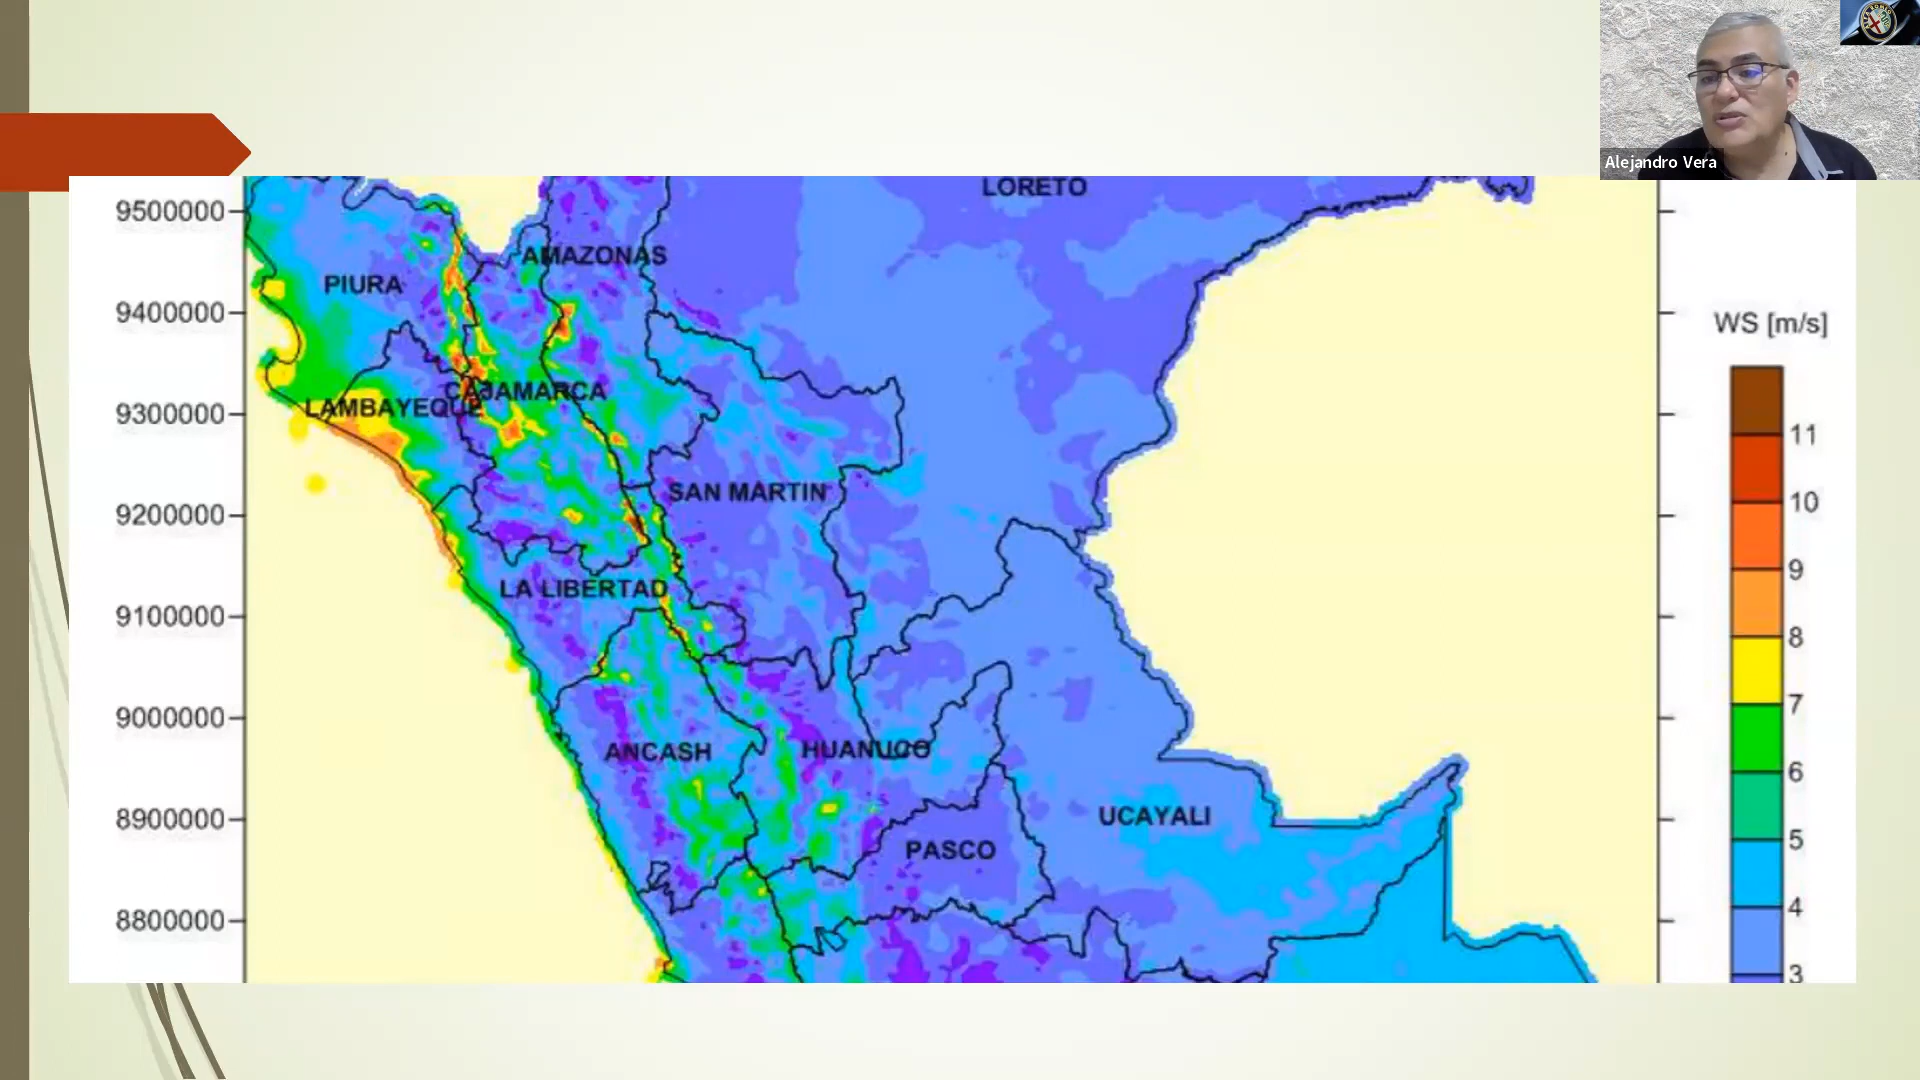 Alejandro Vera
9500000
9400000
9300000
9200000
9100000
9000000
8900000
8800000
LORETO
AMAZONAS
PIURA
CAJAMARCA
LAMBAYEQUE
SAN MARTIN
LA LIBERTAD
ANCASH
HUANUCO
UCAYALI
PASCO
WS [m/s]
11
10
9
8
7
6
5
4
3